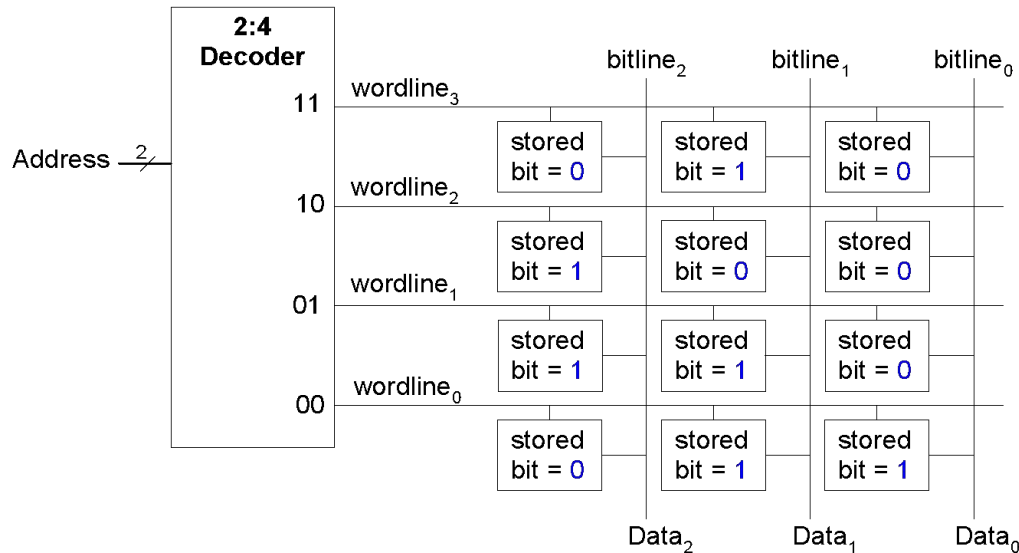 2:4
Decoder
bitline₂ bitline₁ bitline₀
wordline₃
11
stored stored stored
bit = 0 bit = 1 bit = 0
Address 2
wordline₂
10
stored stored stored
bit = 1 bit = 0 bit = 0
wordline₁
01
stored stored stored
bit = 1 bit = 1 bit = 0
wordline₀
00
stored stored stored
bit = 0 bit = 1 bit = 1
Data₂ Data₁ Data₀